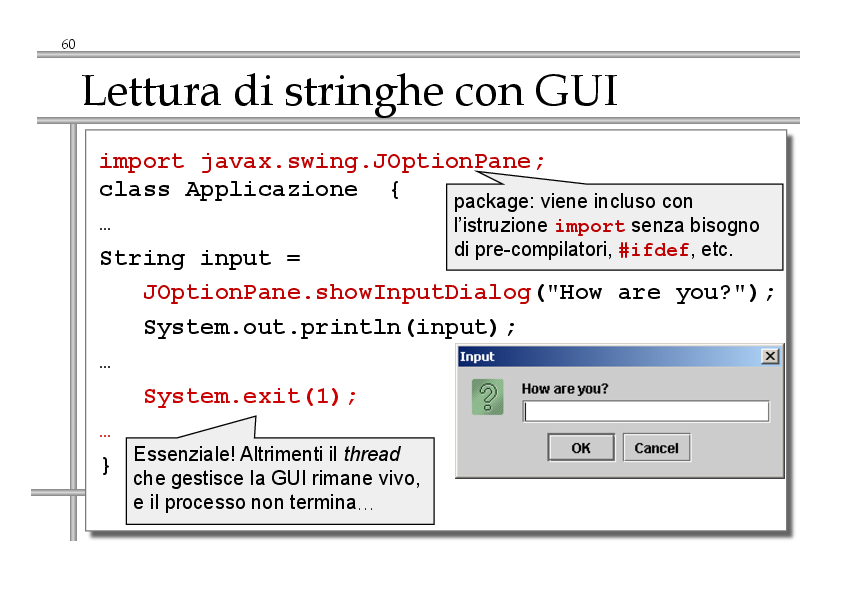 60
Lettura di stringhe con GUI
import javax.swing.JOptionPane;
class Applicazione {
package: viene incluso con
l'istruzione import senza bisogno
di pre-compilatori, #ifdef, etc.
…
String input =
JOptionPane.showInputDialog("How are you?");
System.out.println(input);
…
Input
How are you?
OK Cancel
System.exit(1);
…
Essenziale! Altrimenti il thread
che gestisce la GUI rimane vivo,
e il processo non termina…
}